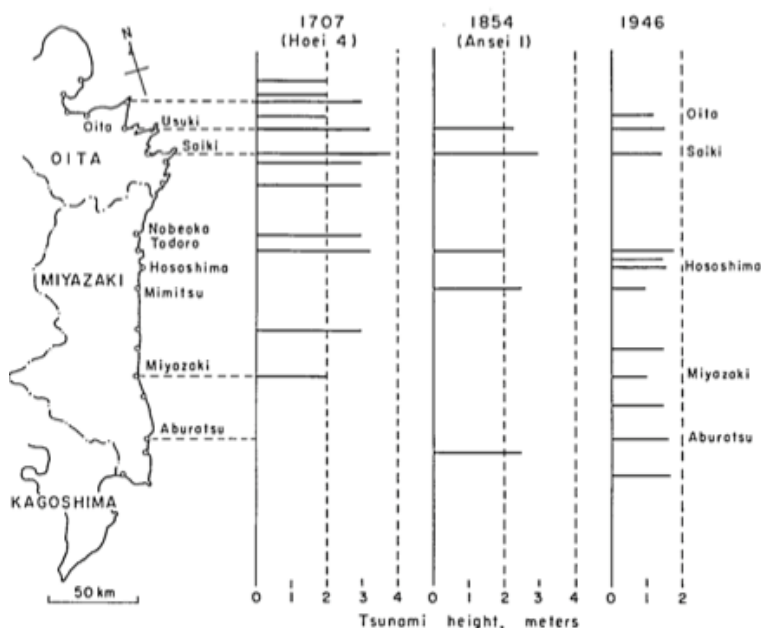 1707
(Hoei 4)
1854
(Ansei I)
1946
N
Oita
Usuki
Saiki
OITA
Nobeoka
Todoro
Hososhima
MIYAZAKI
Mimitsu
Miyazaki
Aburatsu
KAGOSHIMA
50 km
Oita
Saiki
Hososhima
Miyazaki
Aburatsu
0 1 2 3 4
0 1 2 3 4
0 1 2
Tsunami height, meters